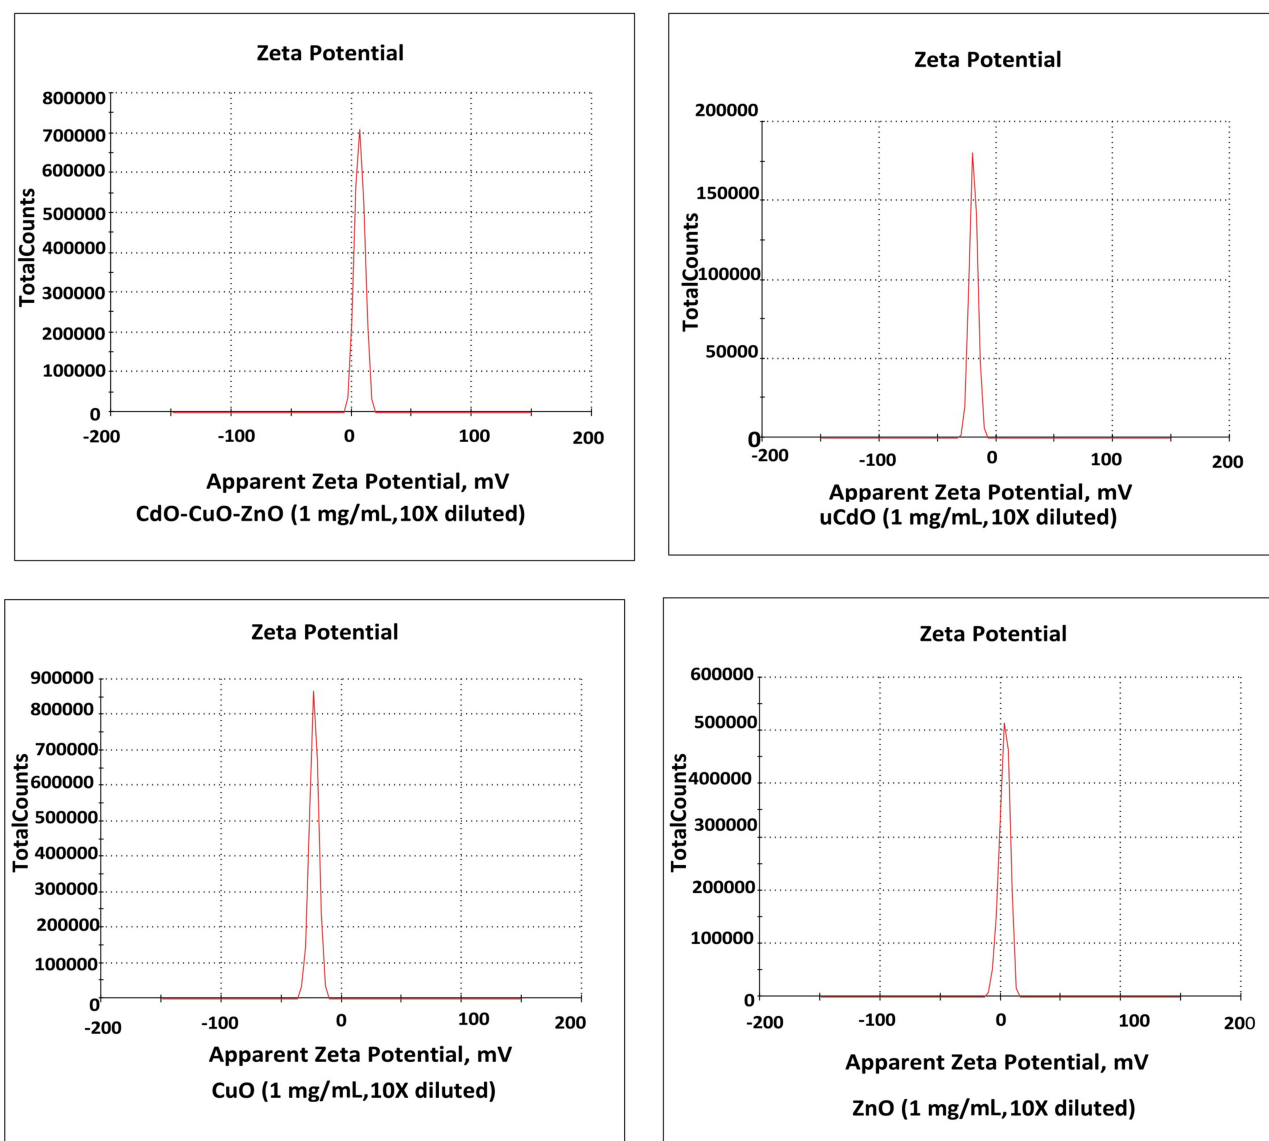 Zeta Potential
800000
700000
600000
500000
400000
300000
200000
100000
0
TotalCounts
-200 -100 0 100 200
Apparent Zeta Potential, mV
CdO-CuO-ZnO (1 mg/mL,10X diluted)
Zeta Potential
200000
150000
100000
50000
0
TotalCounts
-200 -100 0 100 200
Apparent Zeta Potential, mV
uCdO (1 mg/mL,10X diluted)
Zeta Potential
900000
800000
700000
600000
500000
400000
300000
200000
100000
0
TotalCounts
-200 -100 0 100 200
Apparent Zeta Potential, mV
CuO (1 mg/mL,10X diluted)
Zeta Potential
600000
500000
400000
300000
200000
100000
0
TotalCounts
-200 -100 0 100 200
Apparent Zeta Potential, mV
ZnO (1 mg/mL,10X diluted)